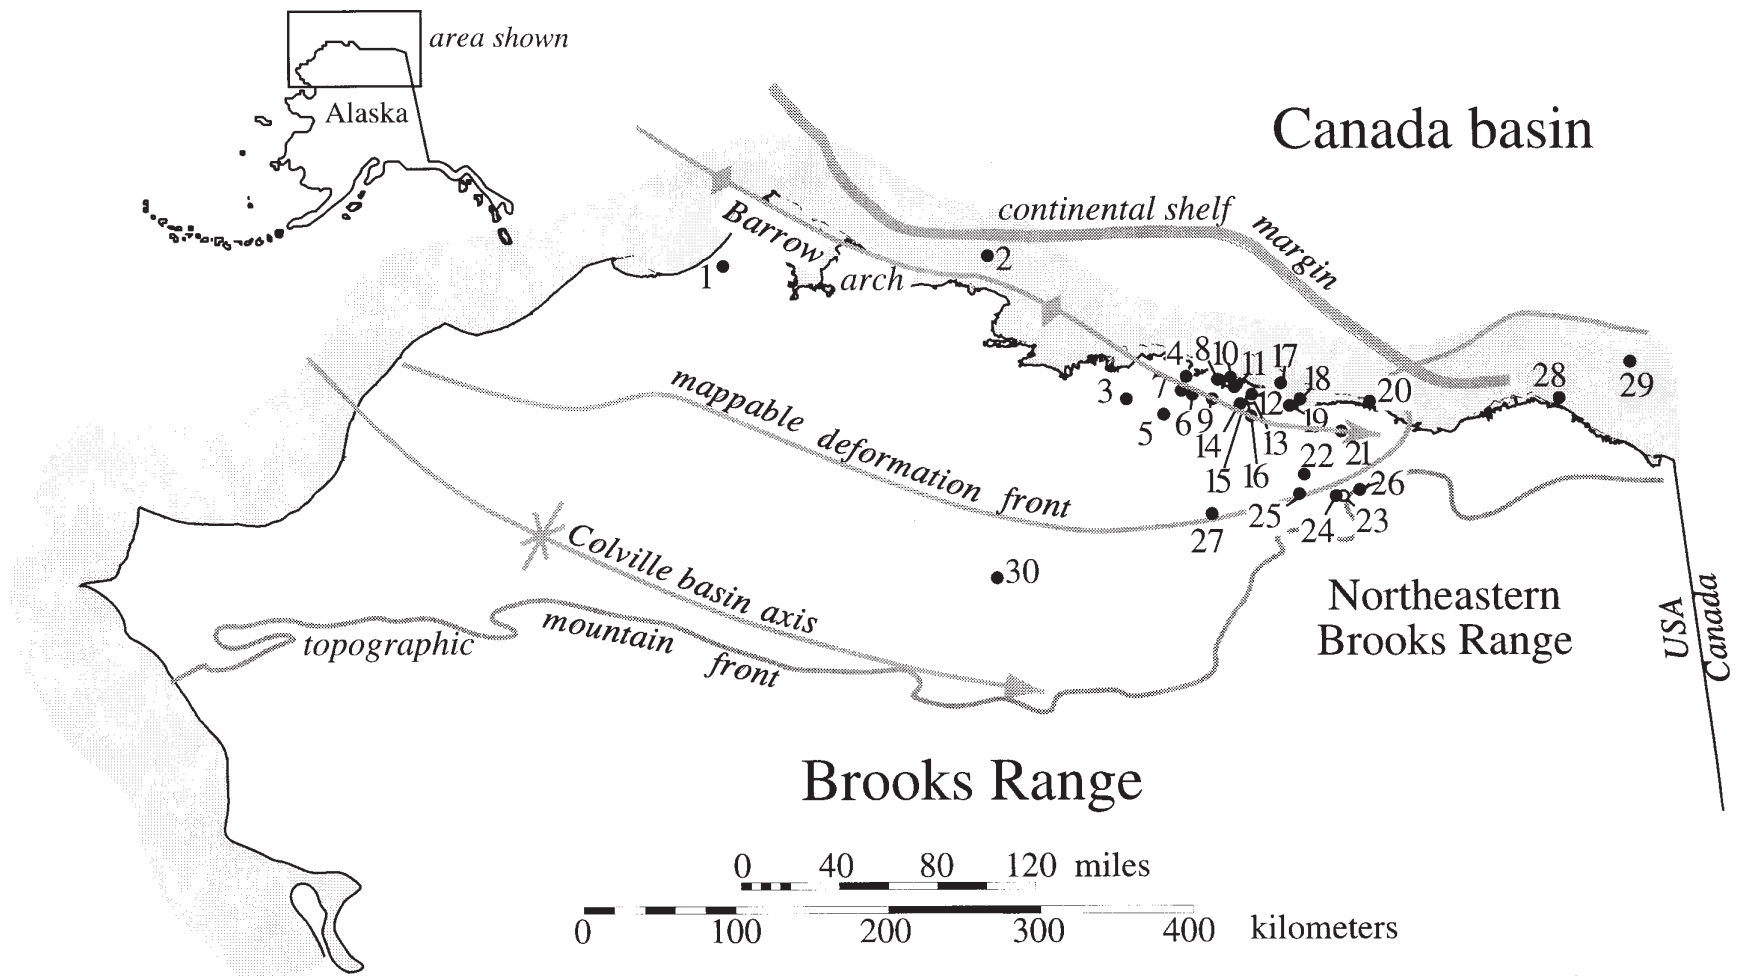 area shown
Alaska
Canada basin
continental shelf margin
Barrow arch
1
2
3
4
8
10
11
17
18
20
28
29
7
5
6
9
12
19
14
13
15
16
22
21
25
24
23
26
27
30
mappable deformation front
Colville basin axis
topographic mountain front
Northeastern
Brooks Range
USA
Canada
Brooks Range
0 40 80 120 miles
0 100 200 300 400 kilometers